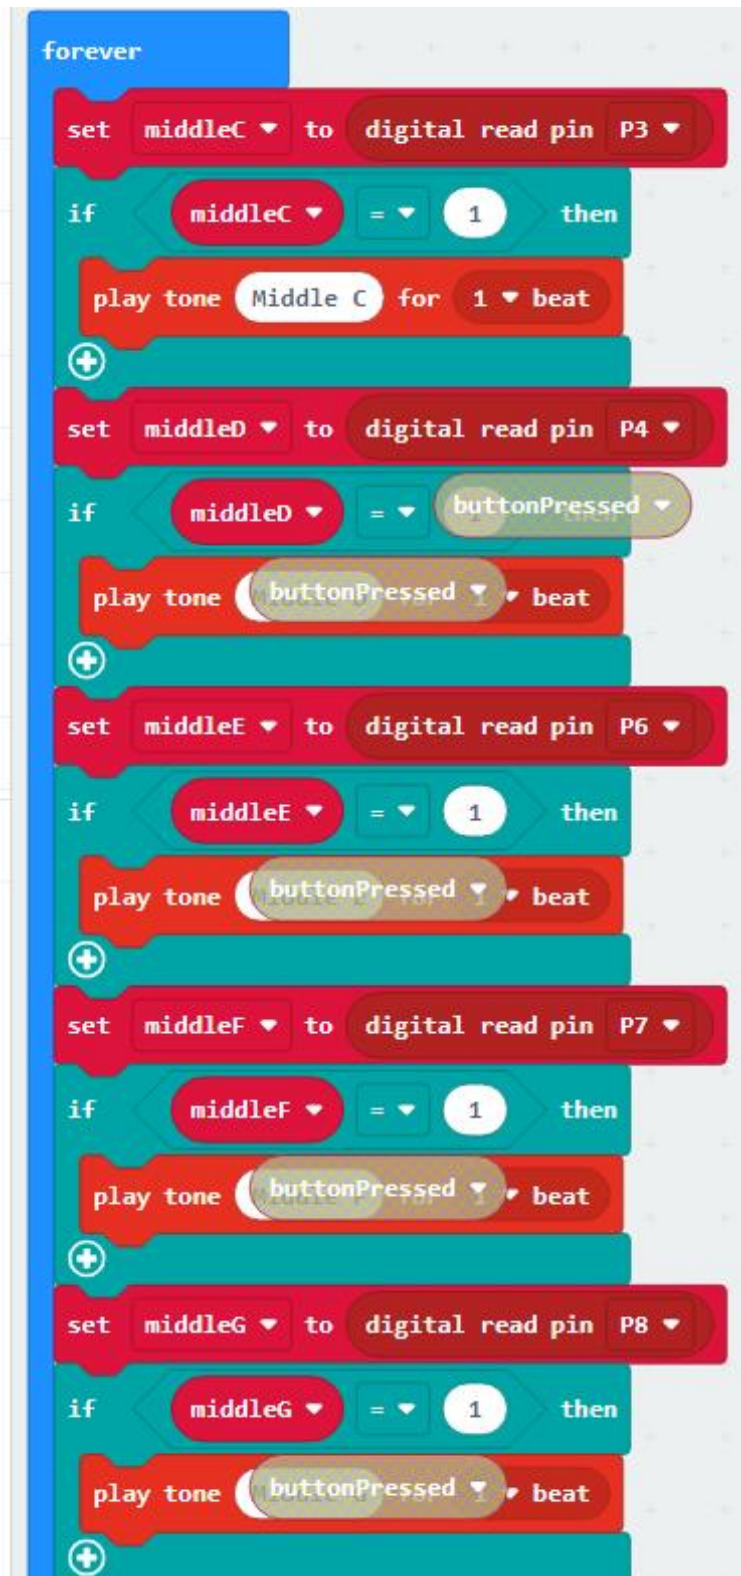 forever
set middleC to digital read pin P3
if middleC = 1 then
play tone Middle C for 1 beat
set middleD to digital read pin P4
if middleD = buttonPressed
play tone buttonPressed beat
set middleE to digital read pin P6
if middleE = 1 then
play tone buttonPressed beat
set middleF to digital read pin P7
if middleF = 1 then
play tone buttonPressed beat
set middleG to digital read pin P8
if middleG = 1 then
play tone buttonPressed beat